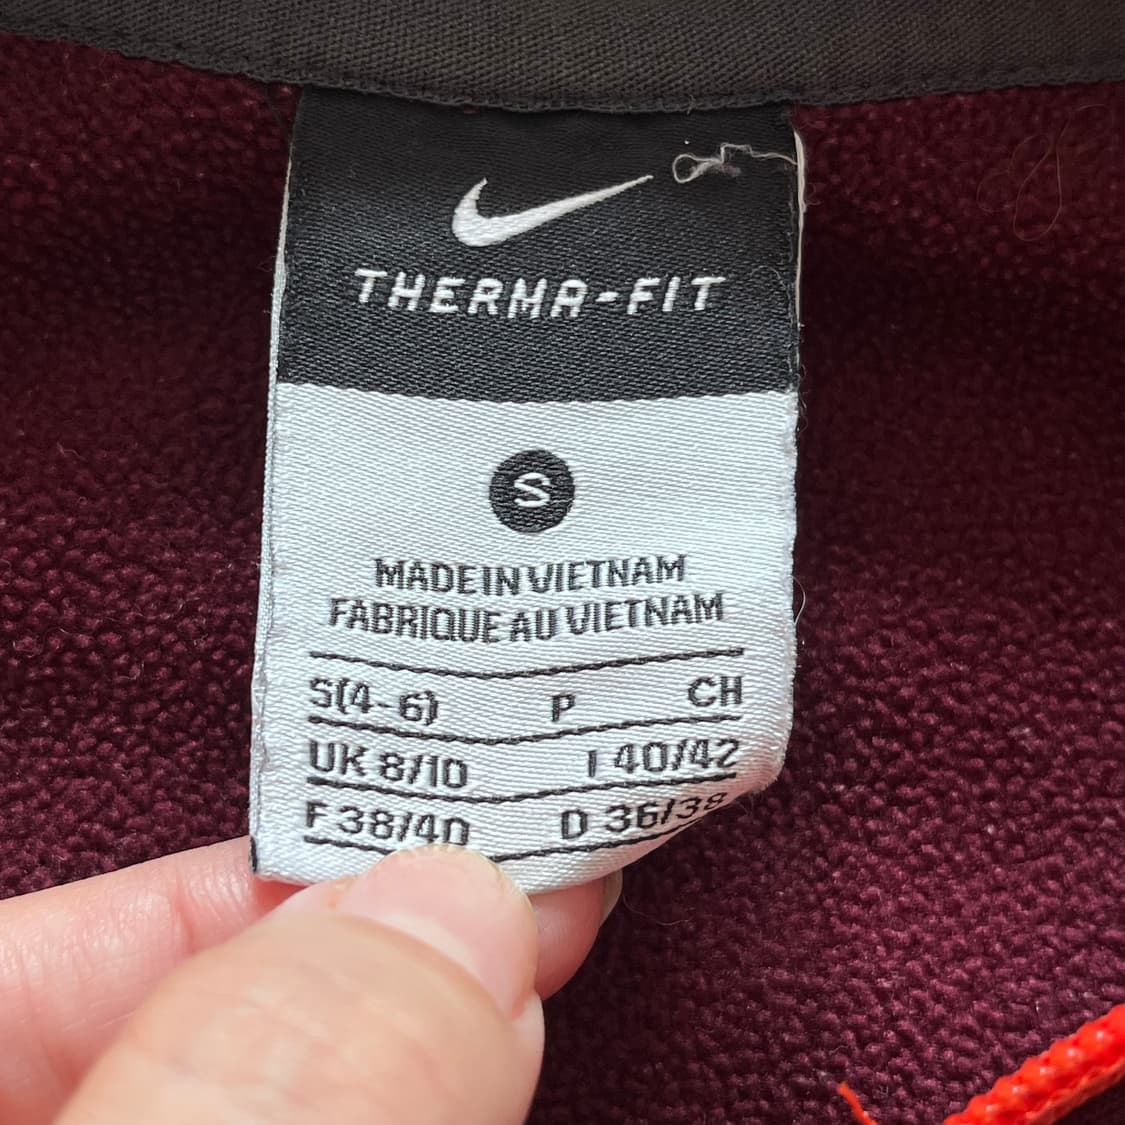 THERMA-FIT
S
MADE IN VIETNAM
FABRIQUE AU VIETNAM
S(4-6) P CH
UK 8/10 I 40/42
F 38/40 D 36/38